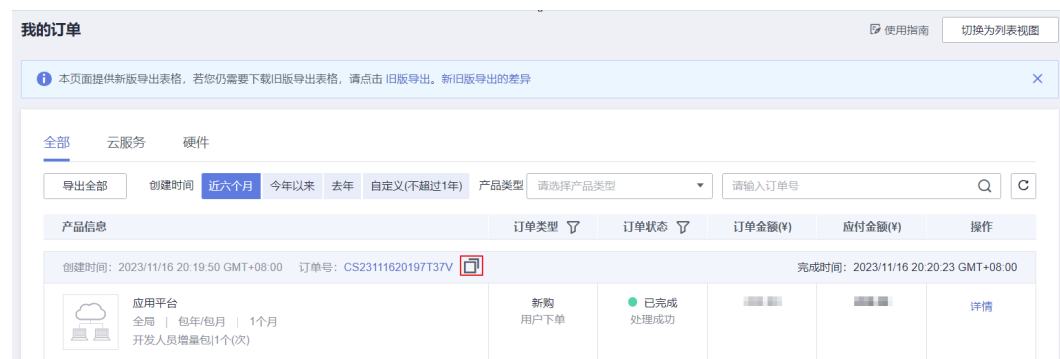 我的订单 使用指南 切换为列表视图
本页面提供新版导出表格，若您仍需要下载旧版导出表格，请点击 旧版导出。新旧版导出的差异
全部 云服务 硬件
导出全部 创建时间 近六个月 今年以来 去年 自定义(不超过1年) 产品类型 请选择产品类型 请输入订单号
产品信息 订单类型 订单状态 订单金额(¥) 应付金额(¥) 操作
创建时间：2023/11/16 20:19:50 GMT+08:00 订单号：CS23111620197T37V 完成时间：2023/11/16 20:20:23 GMT+08:00
应用平台 新购 已完成 详情
全局 | 包年/包月 | 1个月 用户下单 处理成功
开发人员增量包|1个(次)